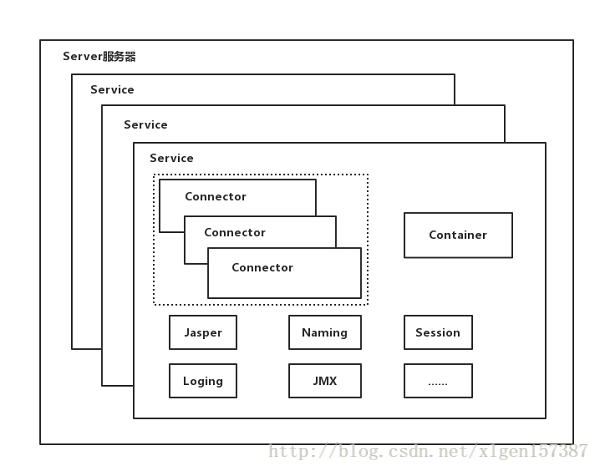 Server服务器
Service
Service
Service
Connector
Connector
Connector
Container
Jasper
Naming
Session
Loging
JMX
......
http://blog.csdn.net/xlgen157387